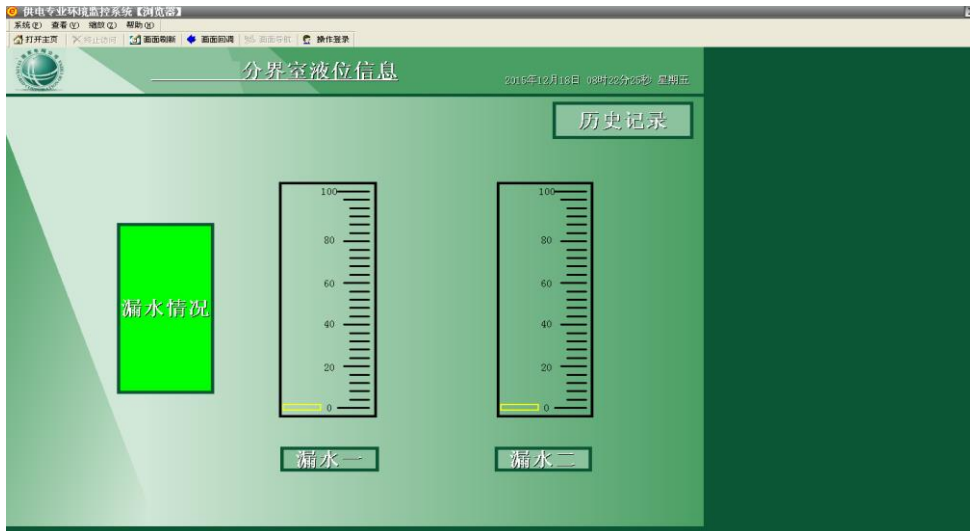 供电专业环境监控系统【浏览器】
系统(F) 查看(V) 缩放(Z) 帮助(H)
打开主页 终止访问 画面刷新 画面回调 画面导航 操作登录
分界室液位信息
2015年12月18日 08时22分25秒 星期五
历史记录
100 100
80 80
60 60
漏水情况
40 40
20 20
0 0
漏水一 漏水二